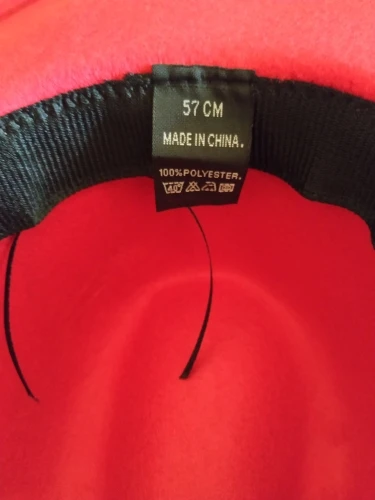 57 CM
MADE IN CHINA.
100%POLYESTER.